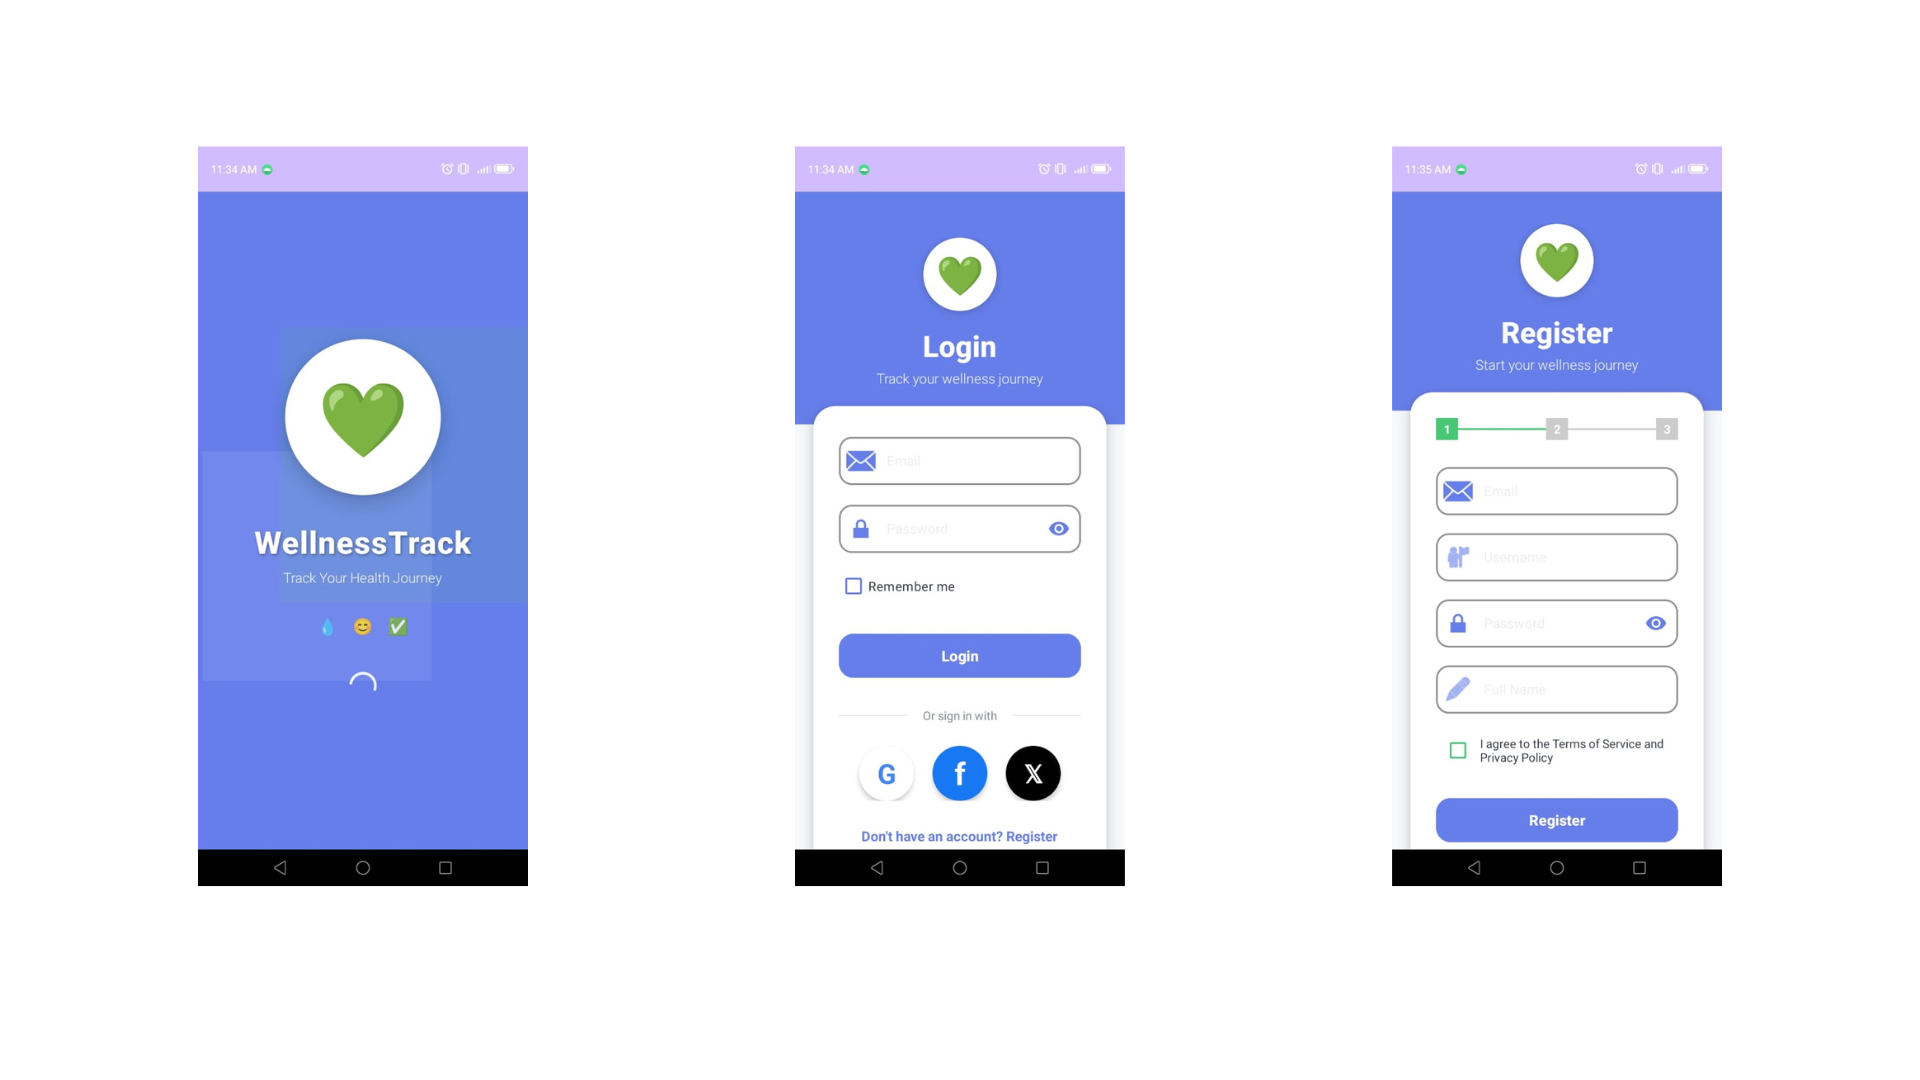 11:34 AM
WellnessTrack
Track Your Health Journey
11:34 AM
Login
Track your wellness journey
Email
Password
Remember me
Login
Or sign in with
G
f
X
Don't have an account? Register
11:35 AM
Register
Start your wellness journey
1 2 3
Email
Username
Password
Full Name
I agree to the Terms of Service and
Privacy Policy
Register